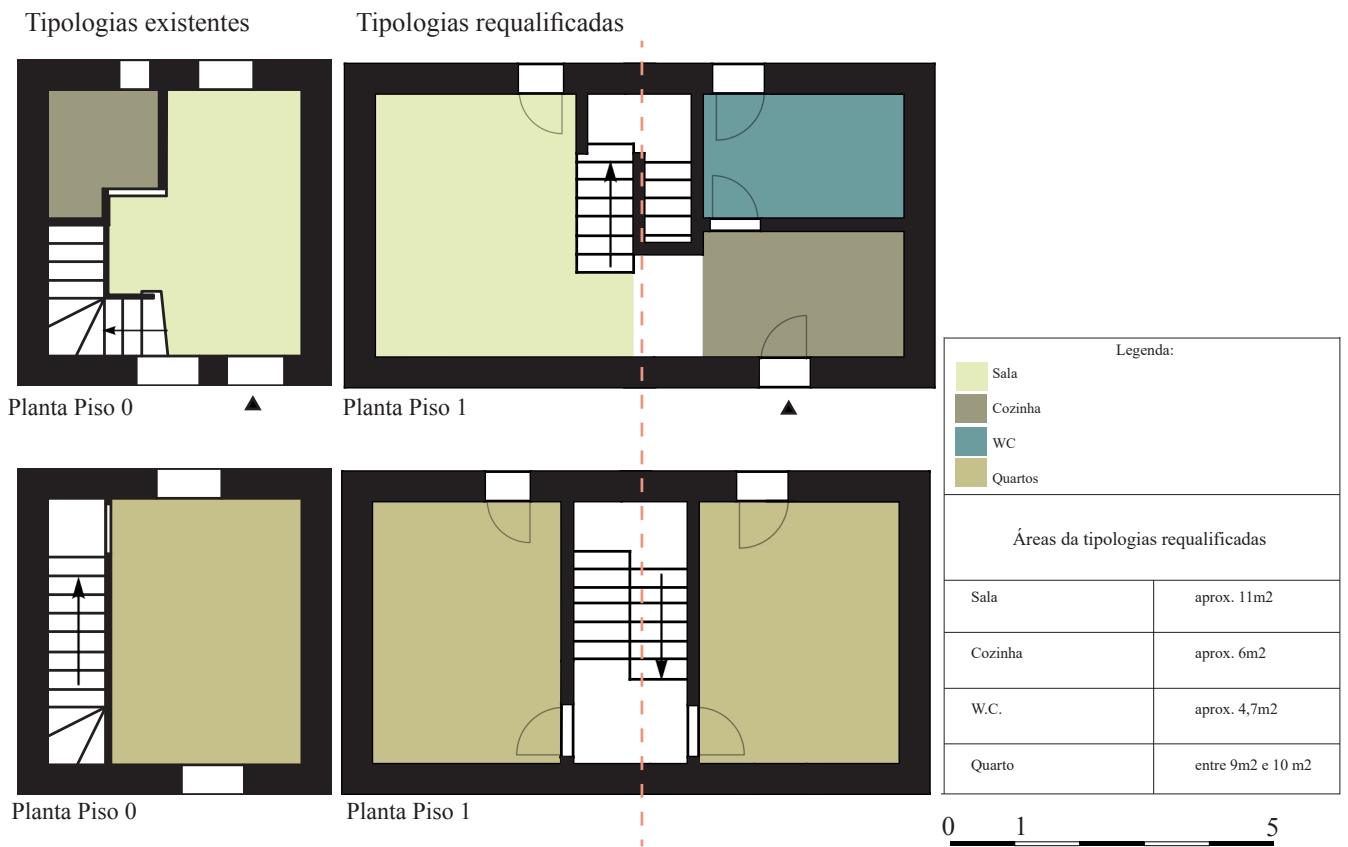 Tipologias existentes
Tipologias requalificadas
Planta Piso 0
Planta Piso 1
Legenda:
Sala
Cozinha
WC
Quartos
Áreas da tipologias requalificadas
Sala aprox. 11m2
Cozinha aprox. 6m2
W.C. aprox. 4,7m2
Quarto entre 9m2 e 10 m2
Planta Piso 0
Planta Piso 1
0 1 5